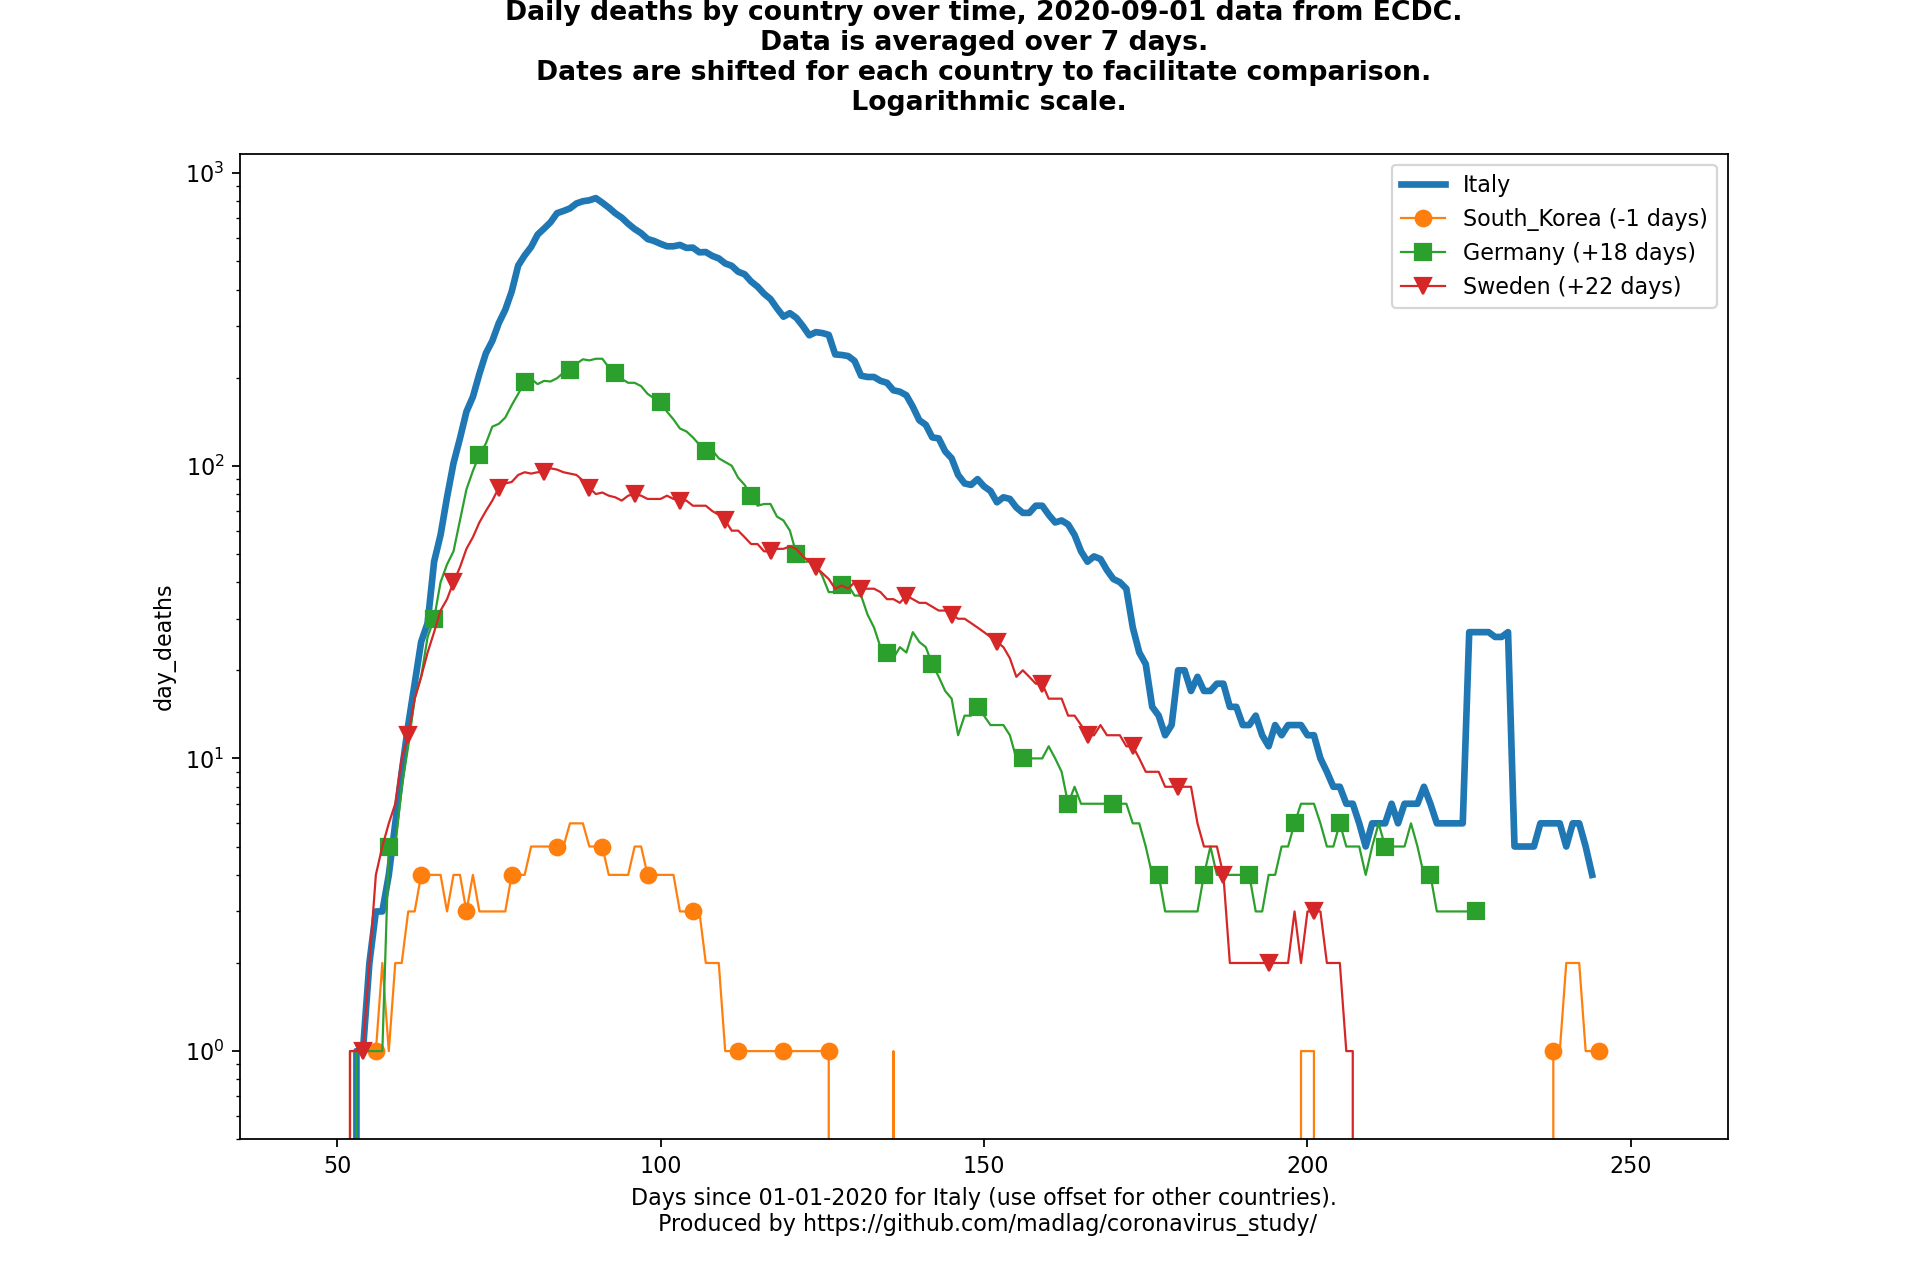 Daily deaths by country over time, 2020-09-01 data from ECDC.
Data is averaged over 7 days.
Dates are shifted for each country to facilitate comparison.
Logarithmic scale.
Italy
South_Korea (-1 days)
Germany (+18 days)
Sweden (+22 days)
10³
10²
10¹
10⁰
day_deaths
50 100 150 200 250
Days since 01-01-2020 for Italy (use offset for other countries).
Produced by https://github.com/madlag/coronavirus_study/